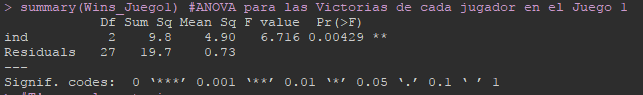 > summary(Wins_Juego1) #ANOVA para las Victorias de cada jugador en el Juego 1
Df Sum Sq Mean Sq F value Pr(>F)
ind 2 9.8 4.90 6.716 0.00429 **
Residuals 27 19.7 0.73
---
Signif. codes: 0 ‘***’ 0.001 ‘**’ 0.01 ‘*’ 0.05 ‘.’ 0.1 ‘ ’ 1